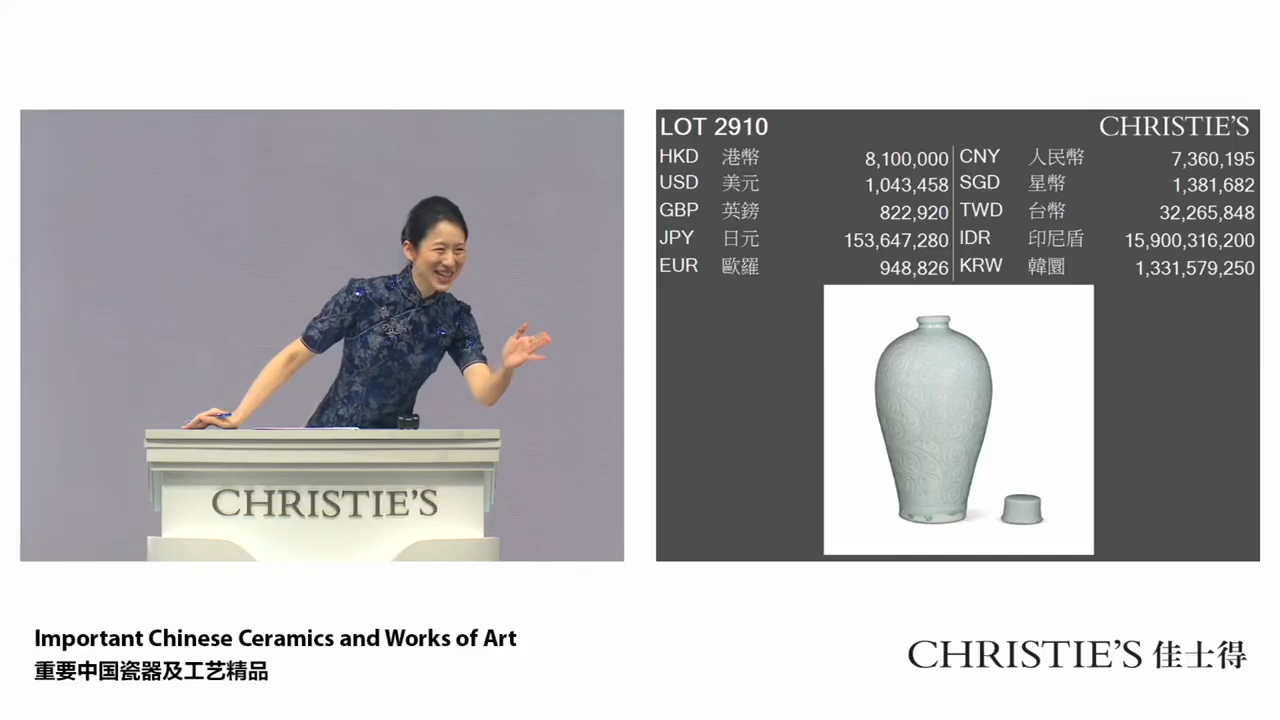 CHRISTIE'S
LOT 2910 CHRISTIE'S
HKD 港幣 8,100,000 CNY 人民幣 7,360,195
USD 美元 1,043,458 SGD 星幣 1,381,682
GBP 英鎊 822,920 TWD 台幣 32,265,848
JPY 日元 153,647,280 IDR 印尼盾 15,900,316,200
EUR 歐羅 948,826 KRW 韓圜 1,331,579,250
Important Chinese Ceramics and Works of Art
重要中国瓷器及工艺精品
CHRISTIE'S 佳士得